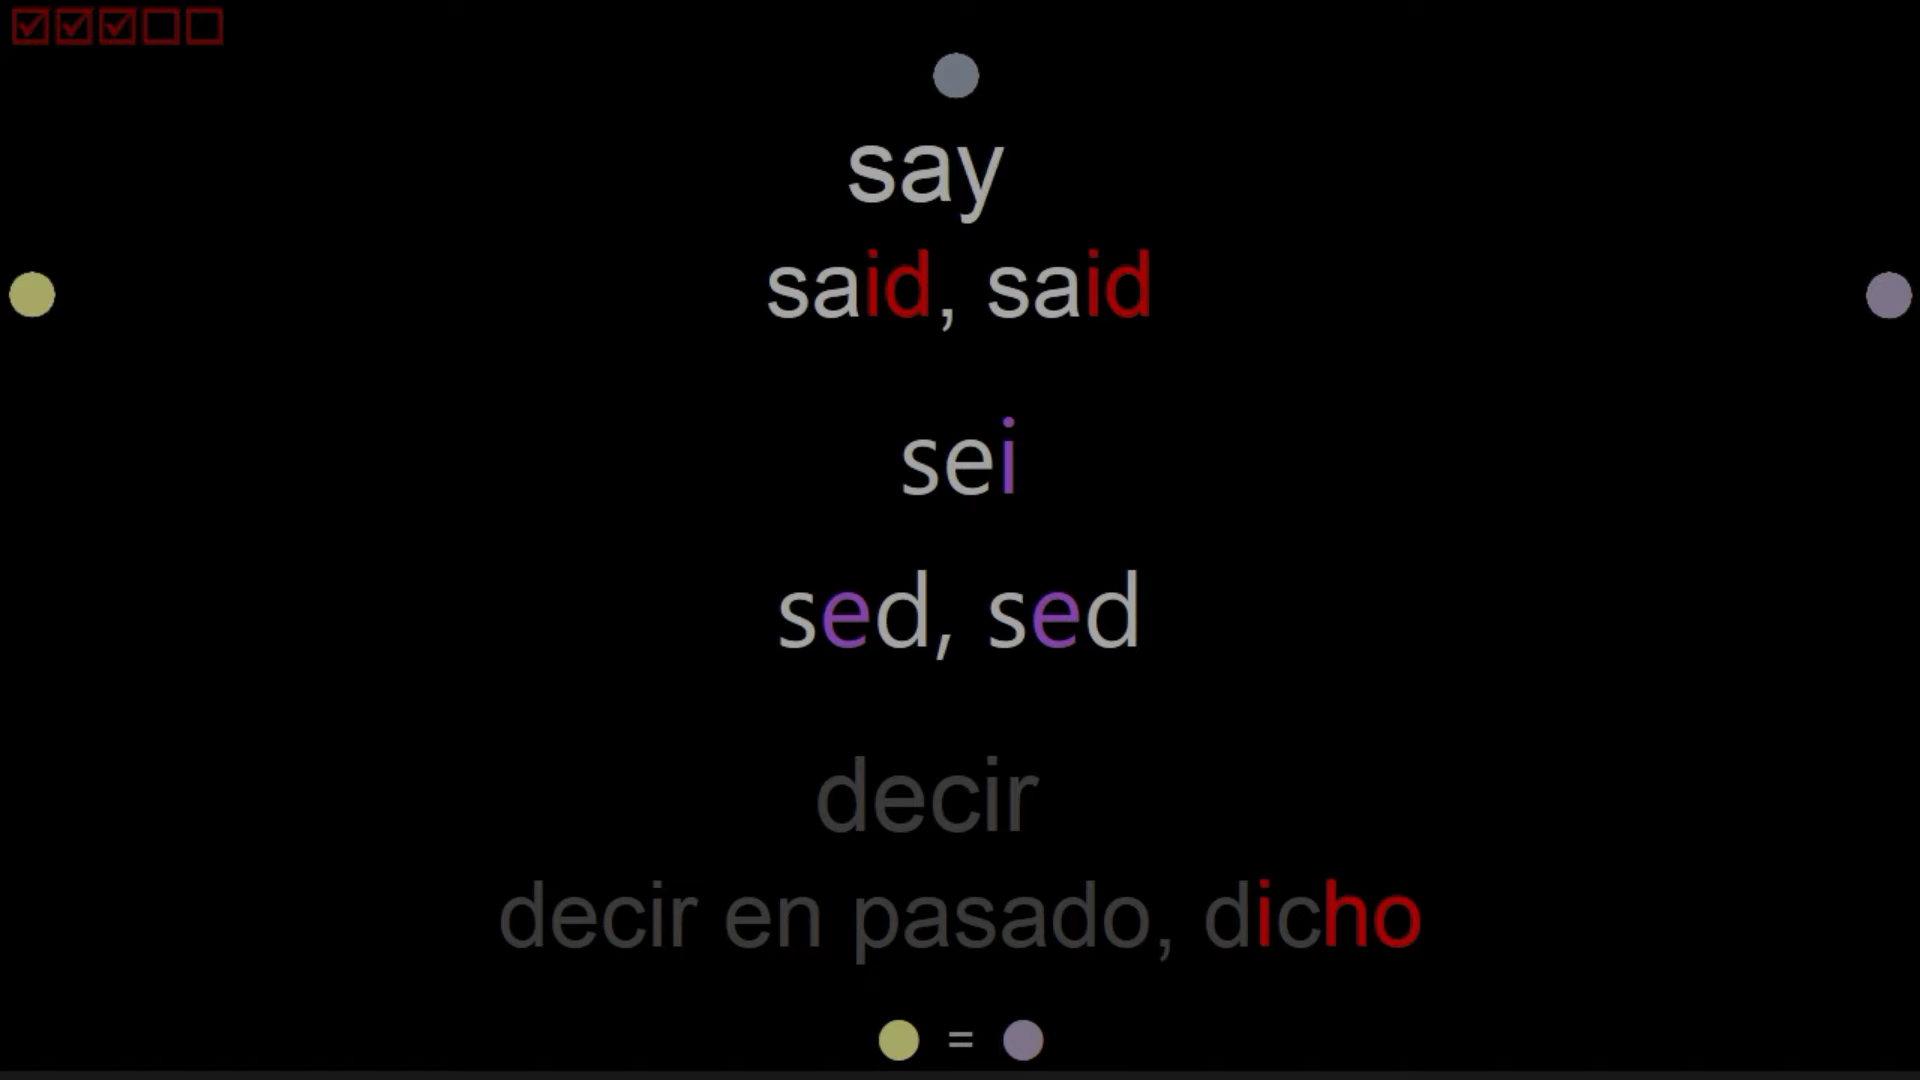 say
said, said
sei
sed, sed
decir
decir en pasado, dicho
=